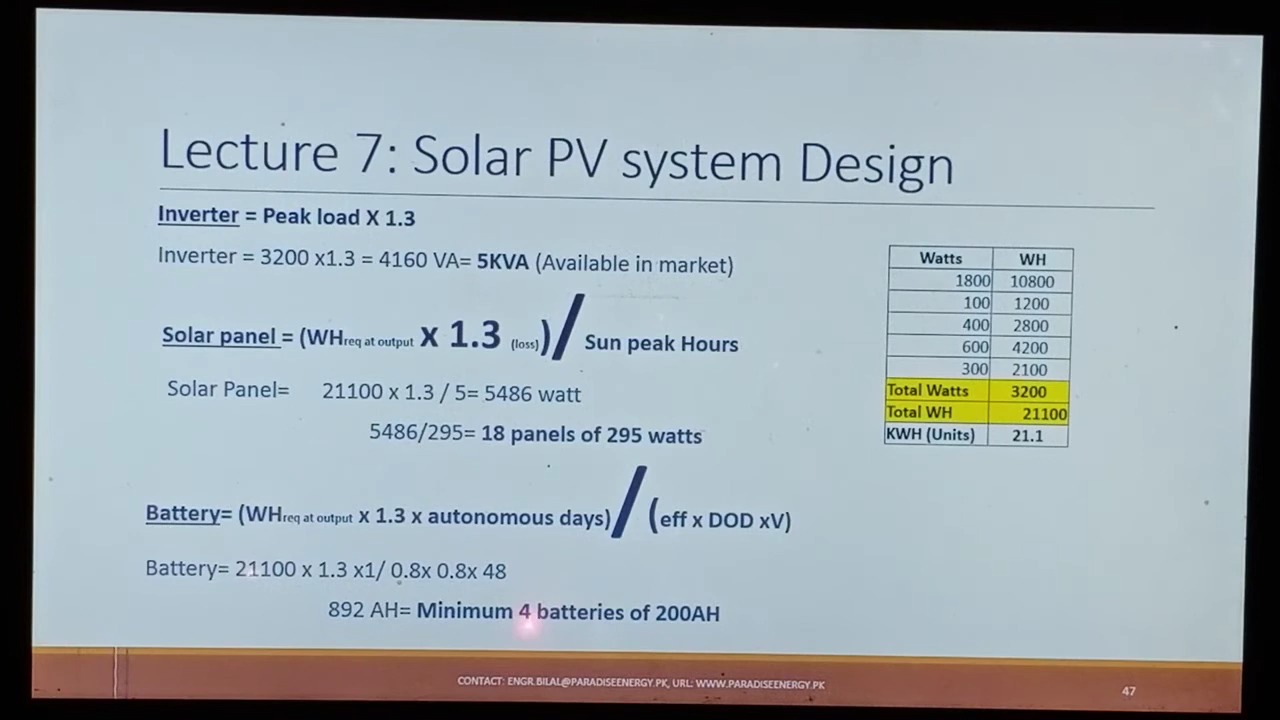 Lecture 7: Solar PV system Design
Inverter = Peak load X 1.3
Inverter = 3200 x1.3 = 4160 VA= 5KVA (Available in market)
Solar panel = (WHreq at output X 1.3 (loss))/ Sun peak Hours
Solar Panel= 21100 x 1.3 / 5= 5486 watt
5486/295= 18 panels of 295 watts
Battery= (WHreq at output x 1.3 x autonomous days)/ (eff x DOD xV)
Battery= 21100 x 1.3 x1/ 0.8x 0.8x 48
892 AH= Minimum 4 batteries of 200AH
Watts WH
1800 10800
100 1200
400 2800
600 4200
300 2100
Total Watts 3200
Total WH 21100
KWH (Units) 21.1
CONTACT: ENGR.BILAL@PARADISEENERGY.PK, URL: WWW.PARADISEENERGY.PK
47